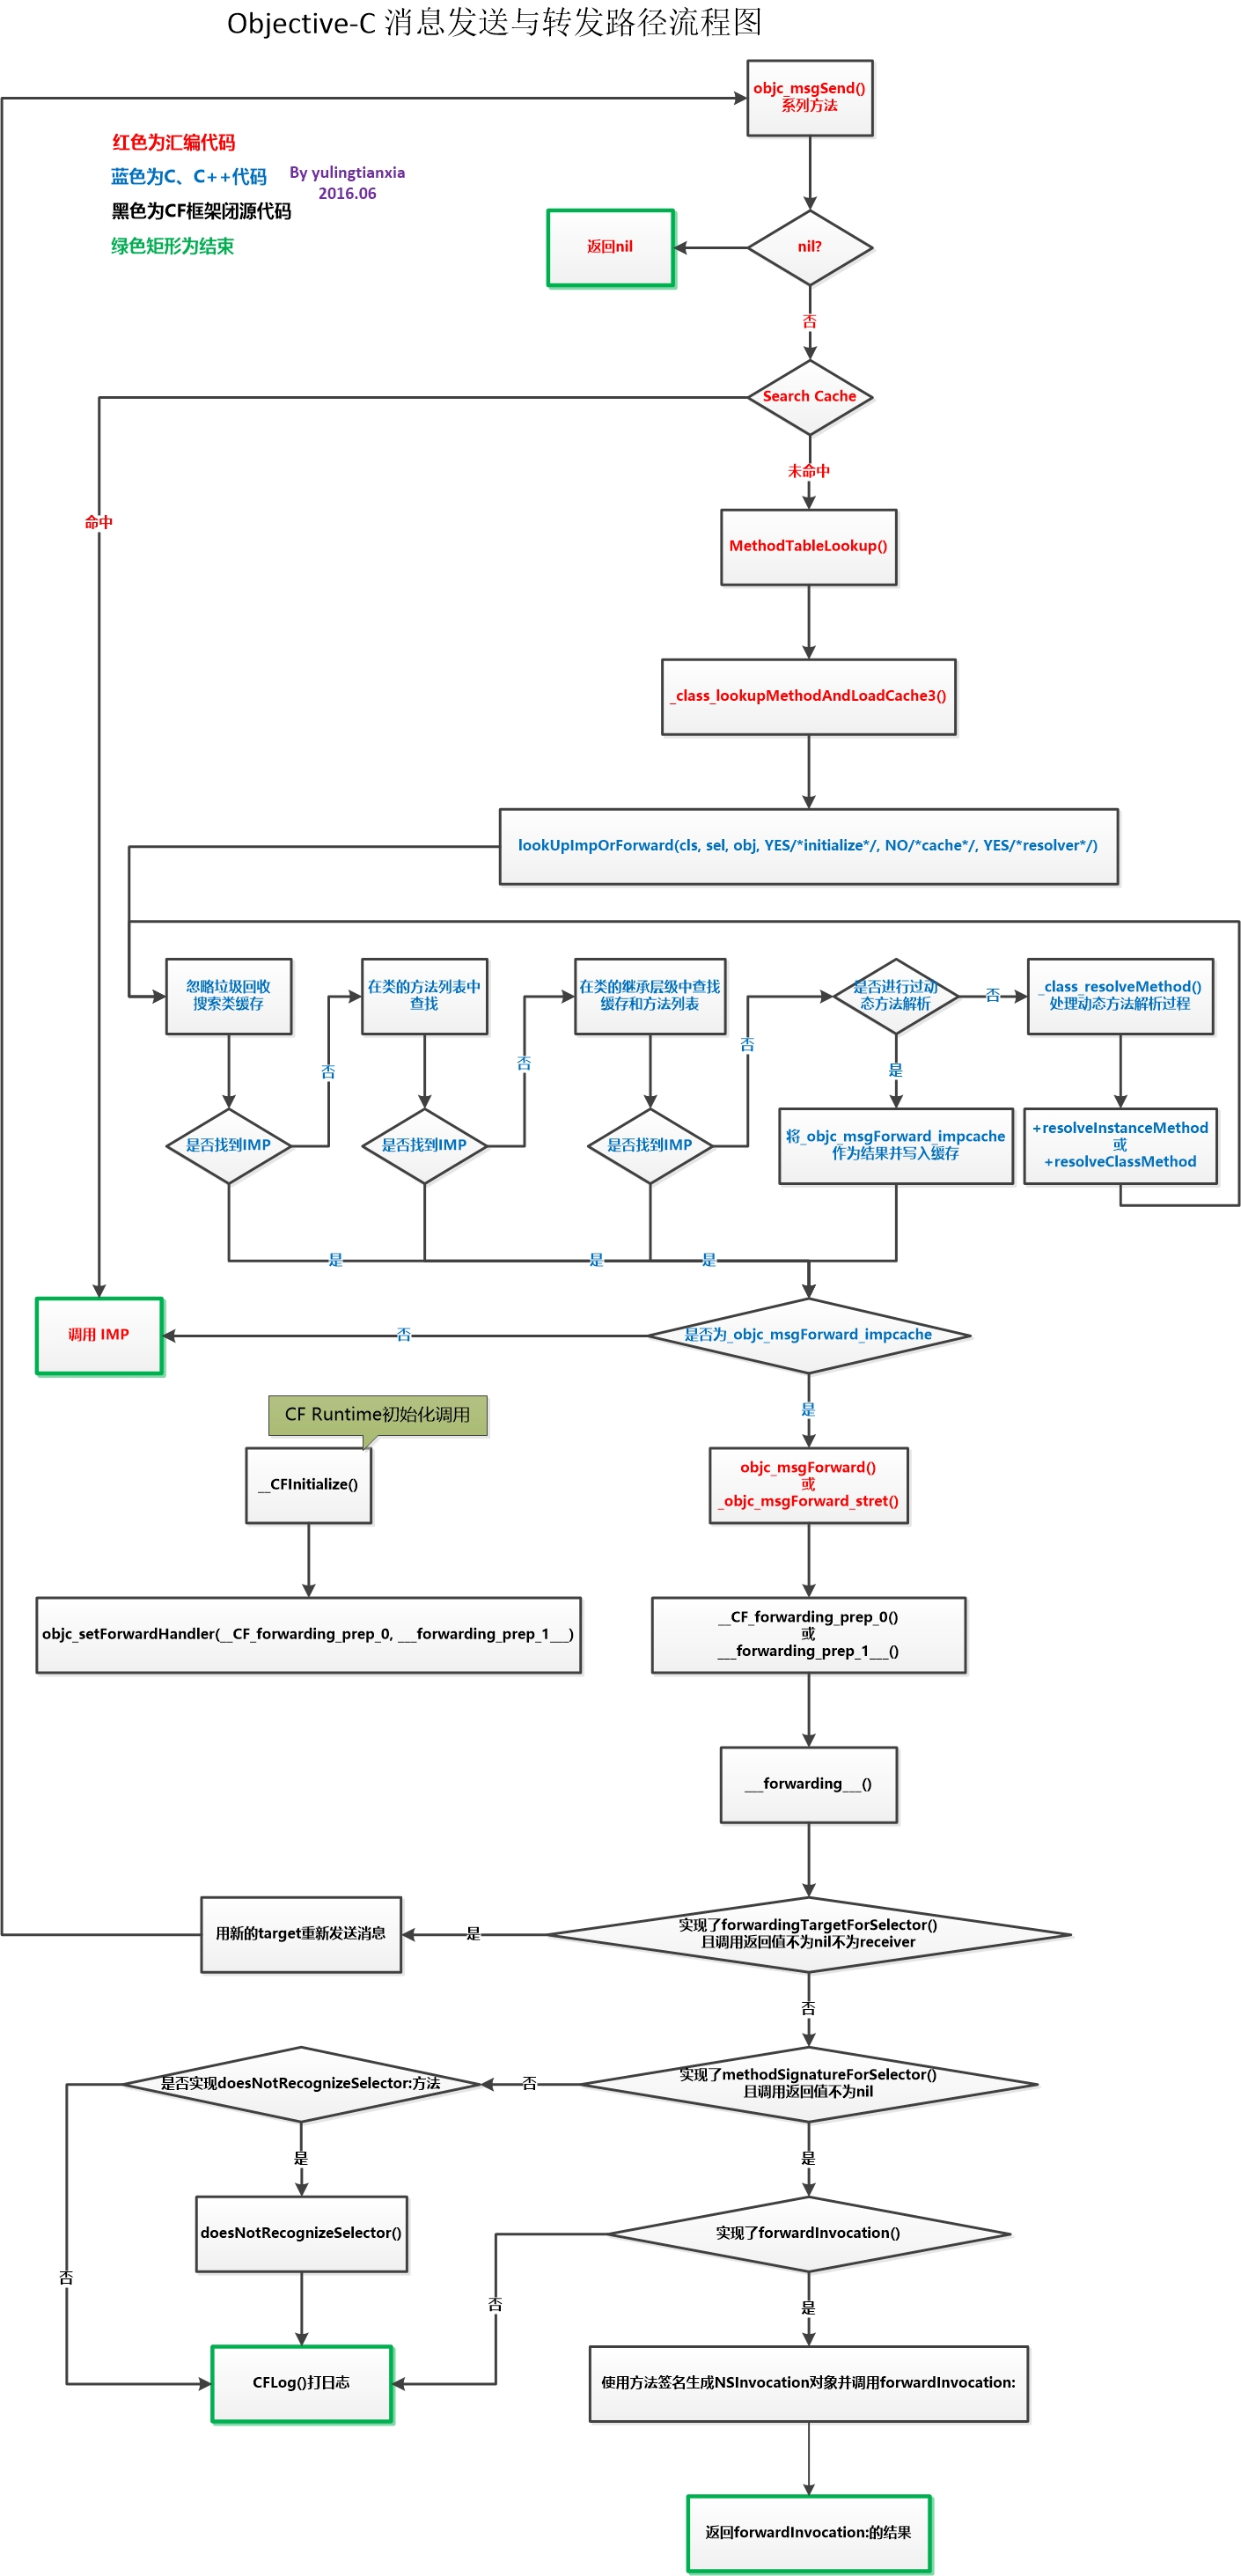 Objective-C 消息发送与转发路径流程图
objc_msgSend()
系列方法
红色为汇编代码
蓝色为C、C++代码
黑色为CF框架闭源代码
绿色矩形为结束
By yulingtianxia
2016.06
返回nil
nil?
否
Search Cache
未命中
命中
MethodTableLookup()
_class_lookupMethodAndLoadCache3()
lookUpImpOrForward(cls, sel, obj, YES/*initialize*/, NO/*cache*/, YES/*resolver*/)
忽略垃圾回收
搜索类缓存
在类的方法列表中
查找
在类的继承层级中查找
缓存和方法列表
是否进行过动
态方法解析
否
_class_resolveMethod()
处理动态方法解析过程
否
否
否
是
是否找到IMP
是否找到IMP
是否找到IMP
将_objc_msgForward_impcache
作为结果并写入缓存
+resolveInstanceMethod
或
+resolveClassMethod
是
是
是
调用 IMP
否
是否为_objc_msgForward_impcache
是
CF Runtime初始化调用
__CFInitialize()
objc_msgForward()
或
_objc_msgForward_stret()
objc_setForwardHandler(__CF_forwarding_prep_0, ___forwarding_prep_1___)
__CF_forwarding_prep_0()
或
___forwarding_prep_1___()
___forwarding___()
用新的target重新发送消息
是
实现了forwardingTargetForSelector()
且调用返回值不为nil不为receiver
否
是否实现doesNotRecognizeSelector:方法
否
实现了methodSignatureForSelector()
且调用返回值不为nil
是
是
doesNotRecognizeSelector()
实现了forwardInvocation()
否
否
是
CFLog()打日志
使用方法签名生成NSInvocation对象并调用forwardInvocation:
返回forwardInvocation:的结果